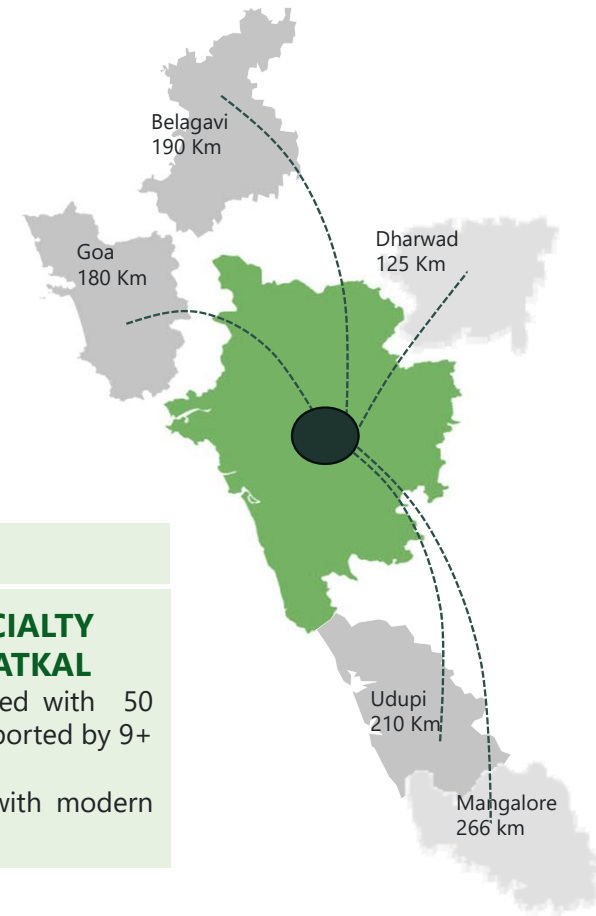 Belagavi
190 Km
Goa
180 Km
Dharwad
125 Km
CIALTY
ATKAL
ed with 50
ported by 9+
with modern
Udupi
210 Km
Mangalore
266 km